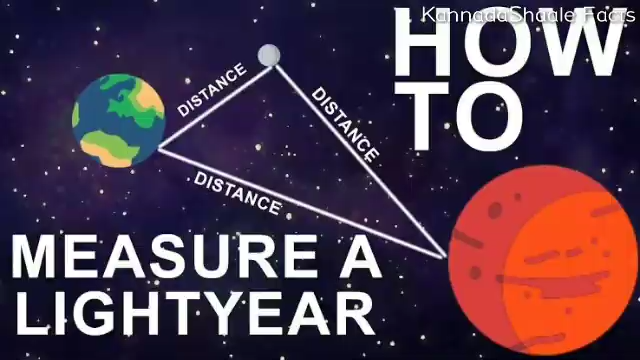 KannadaShaale Facts
HOW
TO
DISTANCE
DISTANCE
DISTANCE
MEASURE A
LIGHTYEAR